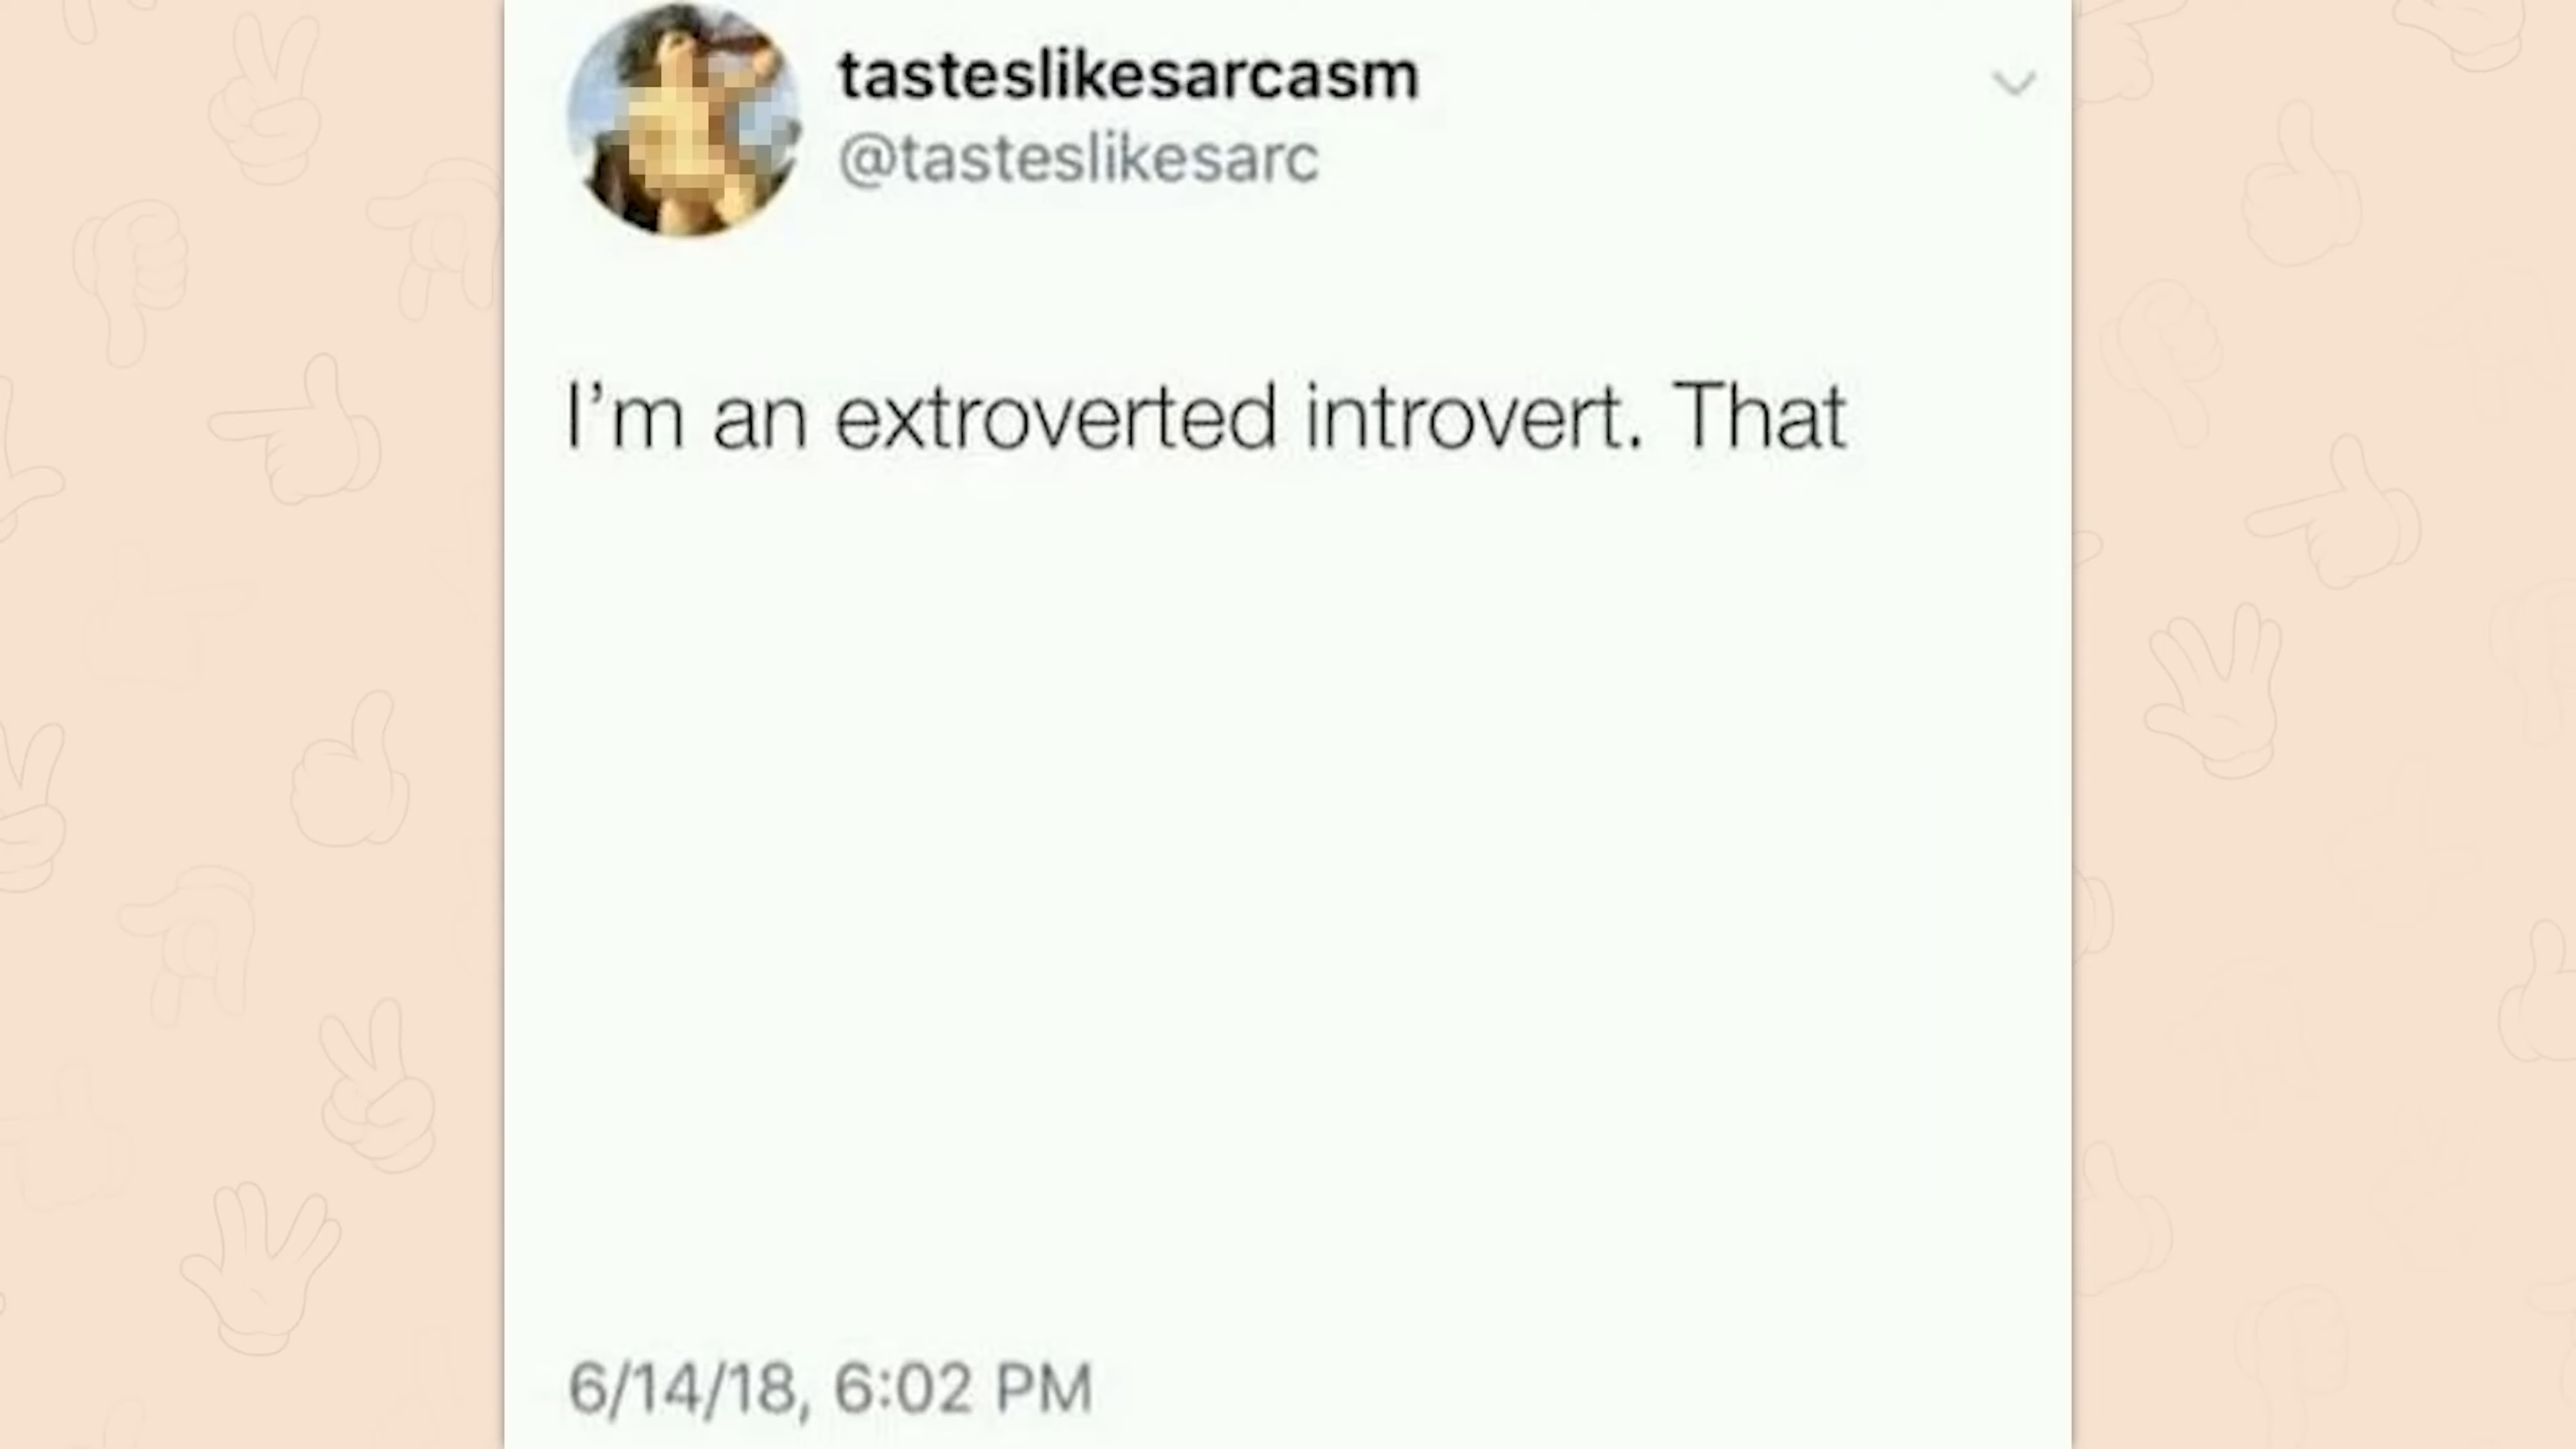 tasteslikesarcasm
@tasteslikesarc
I’m an extroverted introvert. That
6/14/18, 6:02 PM